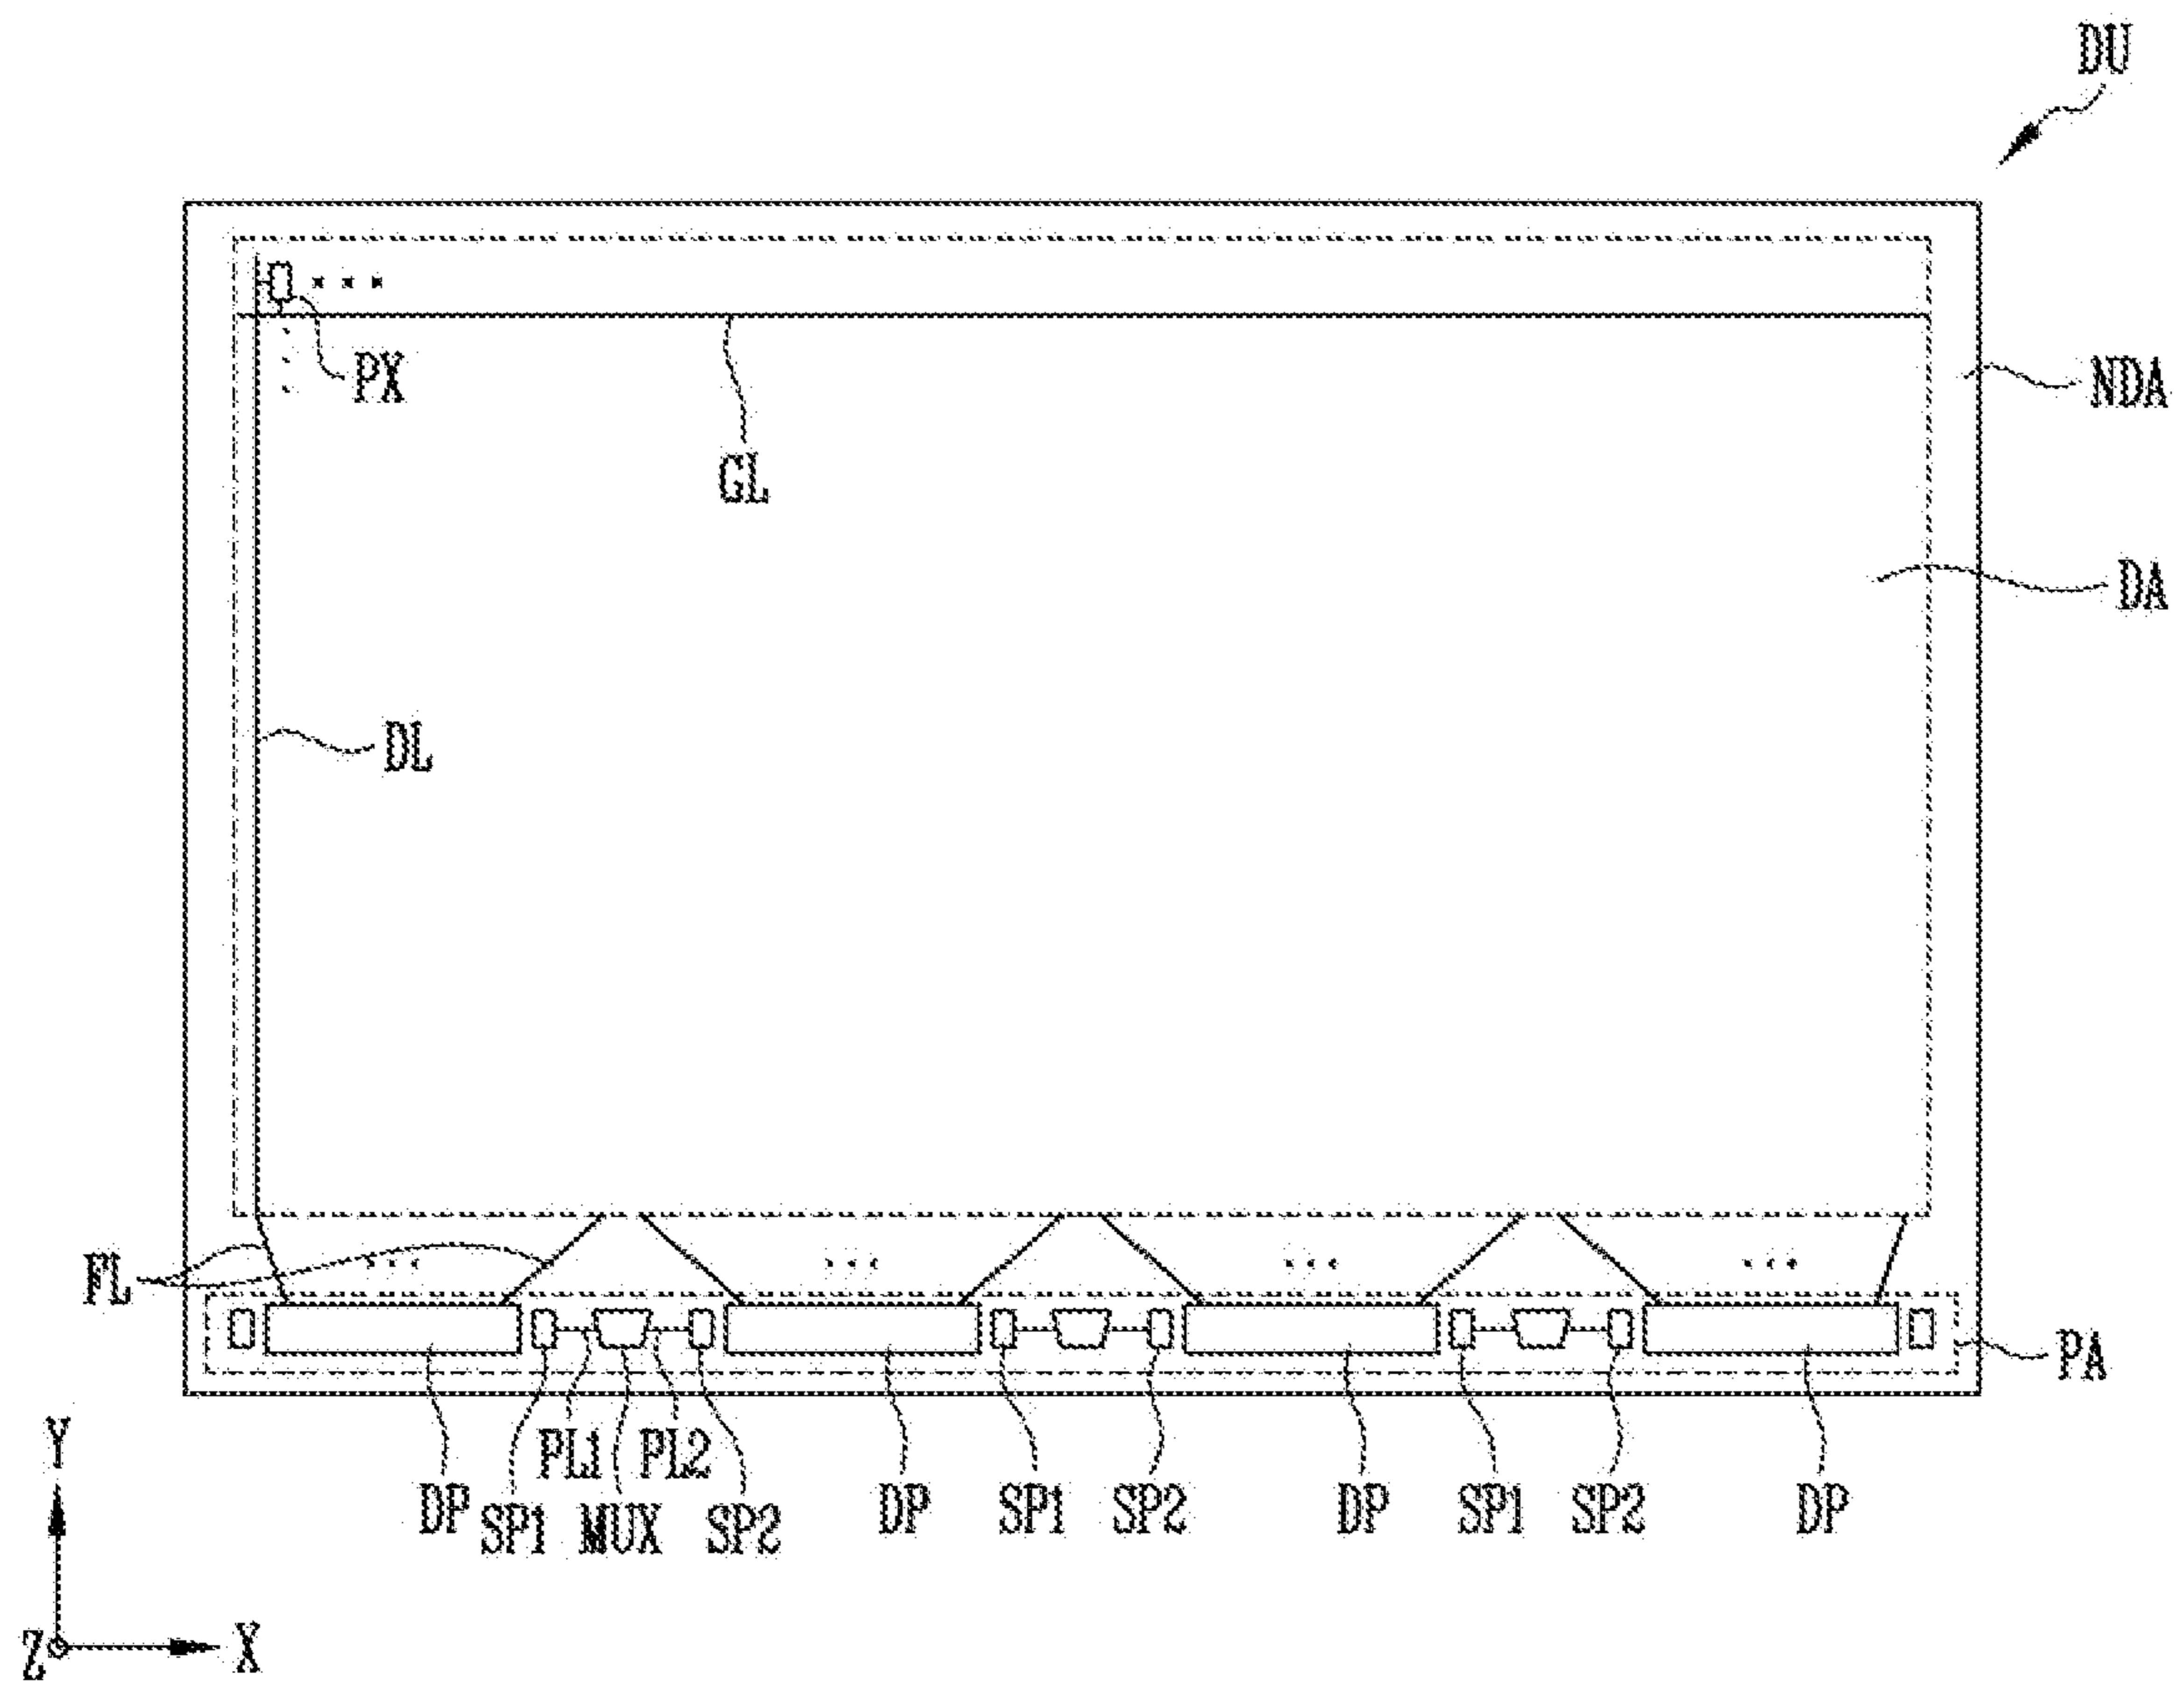 DU
PX
NDA
GL
DA
DL
FL
PA
Y
PL1 PL2
DP SP1 MUX SP2 DP SP1 SP2 DP SP1 SP2 DP
Z X